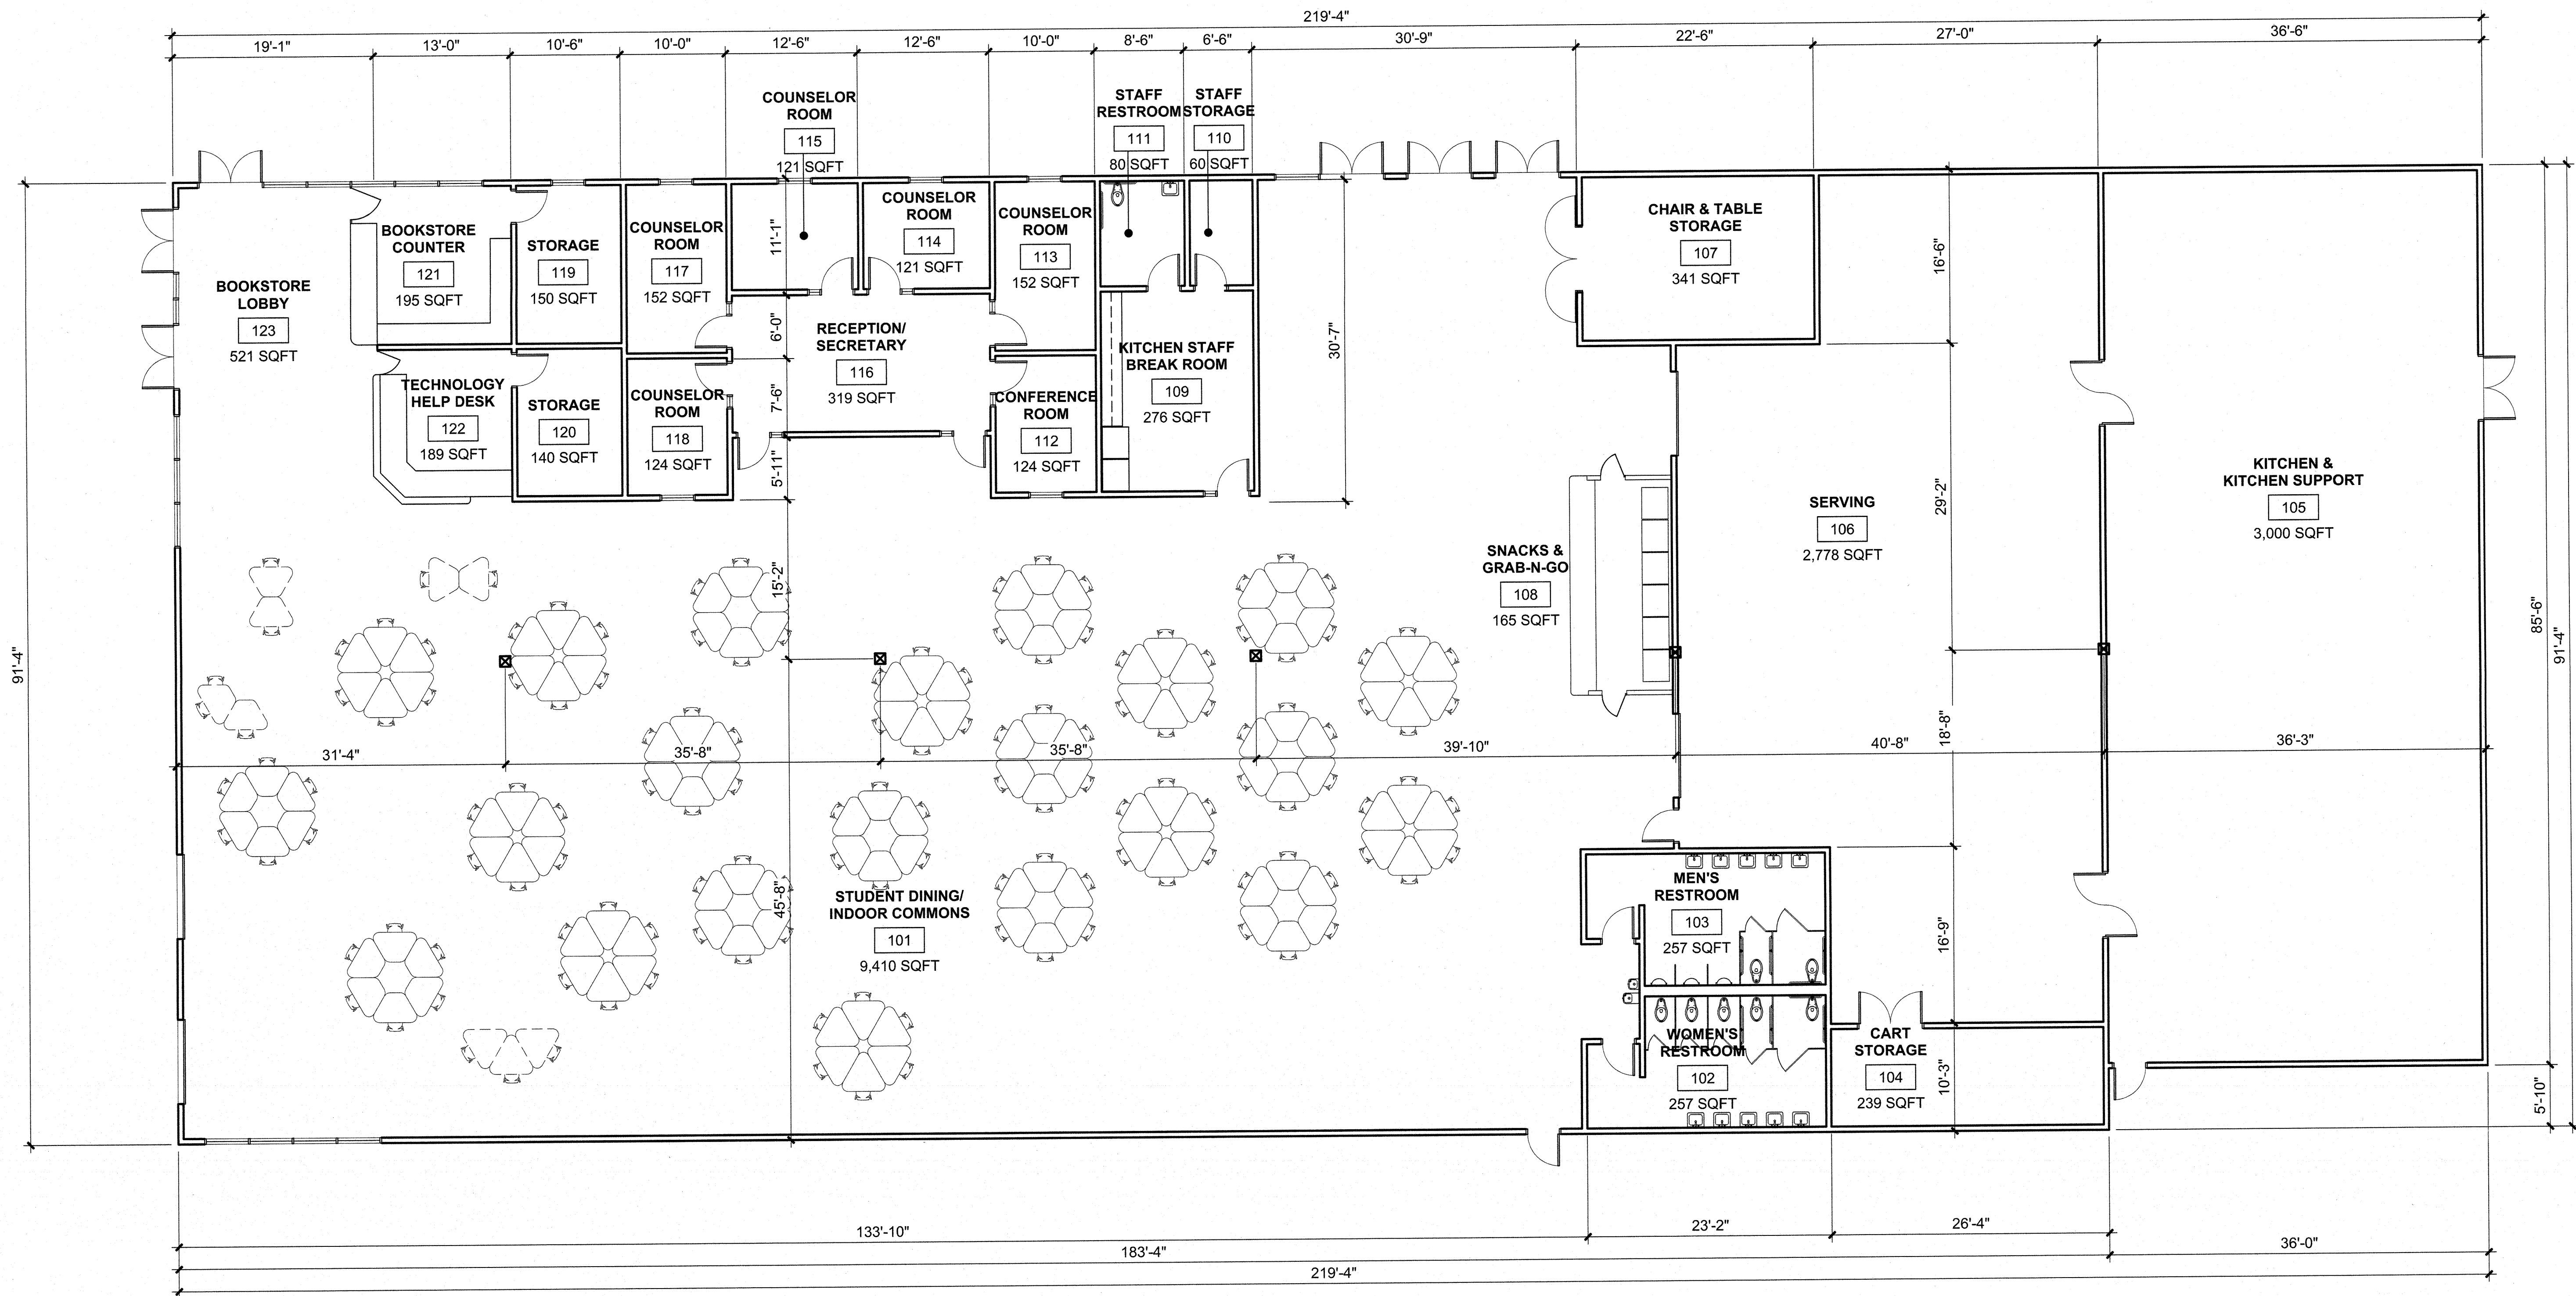 219'-4"
19'-1" 13'-0" 10'-6" 10'-0" 12'-6" 12'-6" 10'-0" 8'-6" 6'-6" 30'-9" 22'-6" 27'-0" 36'-6"
COUNSELOR
ROOM
115
121 SQFT
STAFF
RESTROOM
111
80 SQFT
STAFF
STORAGE
110
60 SQFT
BOOKSTORE
LOBBY
123
521 SQFT
BOOKSTORE
COUNTER
121
195 SQFT
STORAGE
119
150 SQFT
COUNSELOR
ROOM
117
152 SQFT
11'-1"
COUNSELOR
ROOM
114
121 SQFT
COUNSELOR
ROOM
113
152 SQFT
CHAIR & TABLE
STORAGE
107
341 SQFT
16'-6"
TECHNOLOGY
HELP DESK
122
189 SQFT
STORAGE
120
140 SQFT
COUNSELOR
ROOM
118
124 SQFT
6'-0"
7'-6"
5'-11"
RECEPTION/
SECRETARY
116
319 SQFT
CONFERENCE
ROOM
112
124 SQFT
KITCHEN STAFF
BREAK ROOM
109
276 SQFT
30'-7"
SNACKS &
GRAB-N-GO
108
165 SQFT
SERVING
106
2,778 SQFT
29'-2"
KITCHEN &
KITCHEN SUPPORT
105
3,000 SQFT
91'-4"
85'-6"
91'-4"
15'-2"
18'-8"
31'-4" 35'-8" 35'-8" 39'-10" 40'-8" 36'-3"
45'-8"
STUDENT DINING/
INDOOR COMMONS
101
9,410 SQFT
MEN'S
RESTROOM
103
257 SQFT
16'-9"
WOMEN'S
RESTROOM
102
257 SQFT
CART
STORAGE
104
239 SQFT
10'-3"
5'-10"
133'-10" 23'-2" 26'-4"
183'-4" 36'-0"
219'-4"